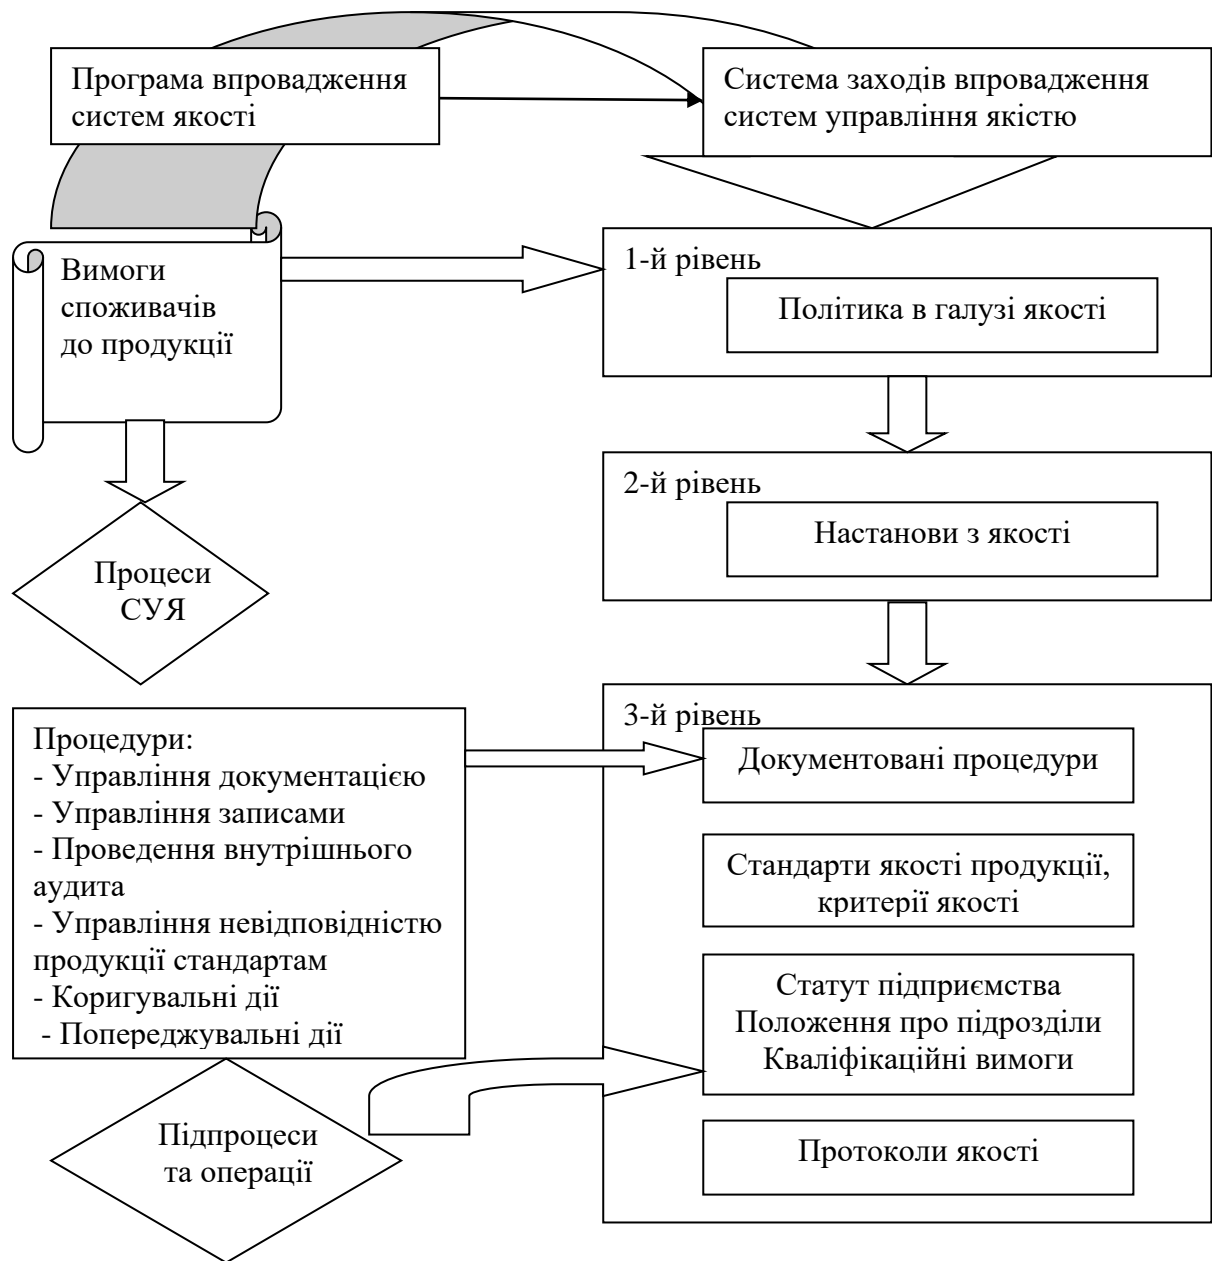 Програма впровадження
систем якості
Система заходів впровадження
систем управління якістю
Вимоги
споживачів
до продукції
1-й рівень
Політика в галузі якості
2-й рівень
Настанови з якості
Процеси
СУЯ
3-й рівень
Процедури:
- Управління документацією
- Управління записами
- Проведення внутрішнього
аудита
- Управління невідповідністю
продукції стандартам
- Коригувальні дії
- Попереджувальні дії
Документовані процедури
Стандарти якості продукції,
критерії якості
Статут підприємства
Положення про підрозділи
Кваліфікаційні вимоги
Підпроцеси
та операції
Протоколи якості